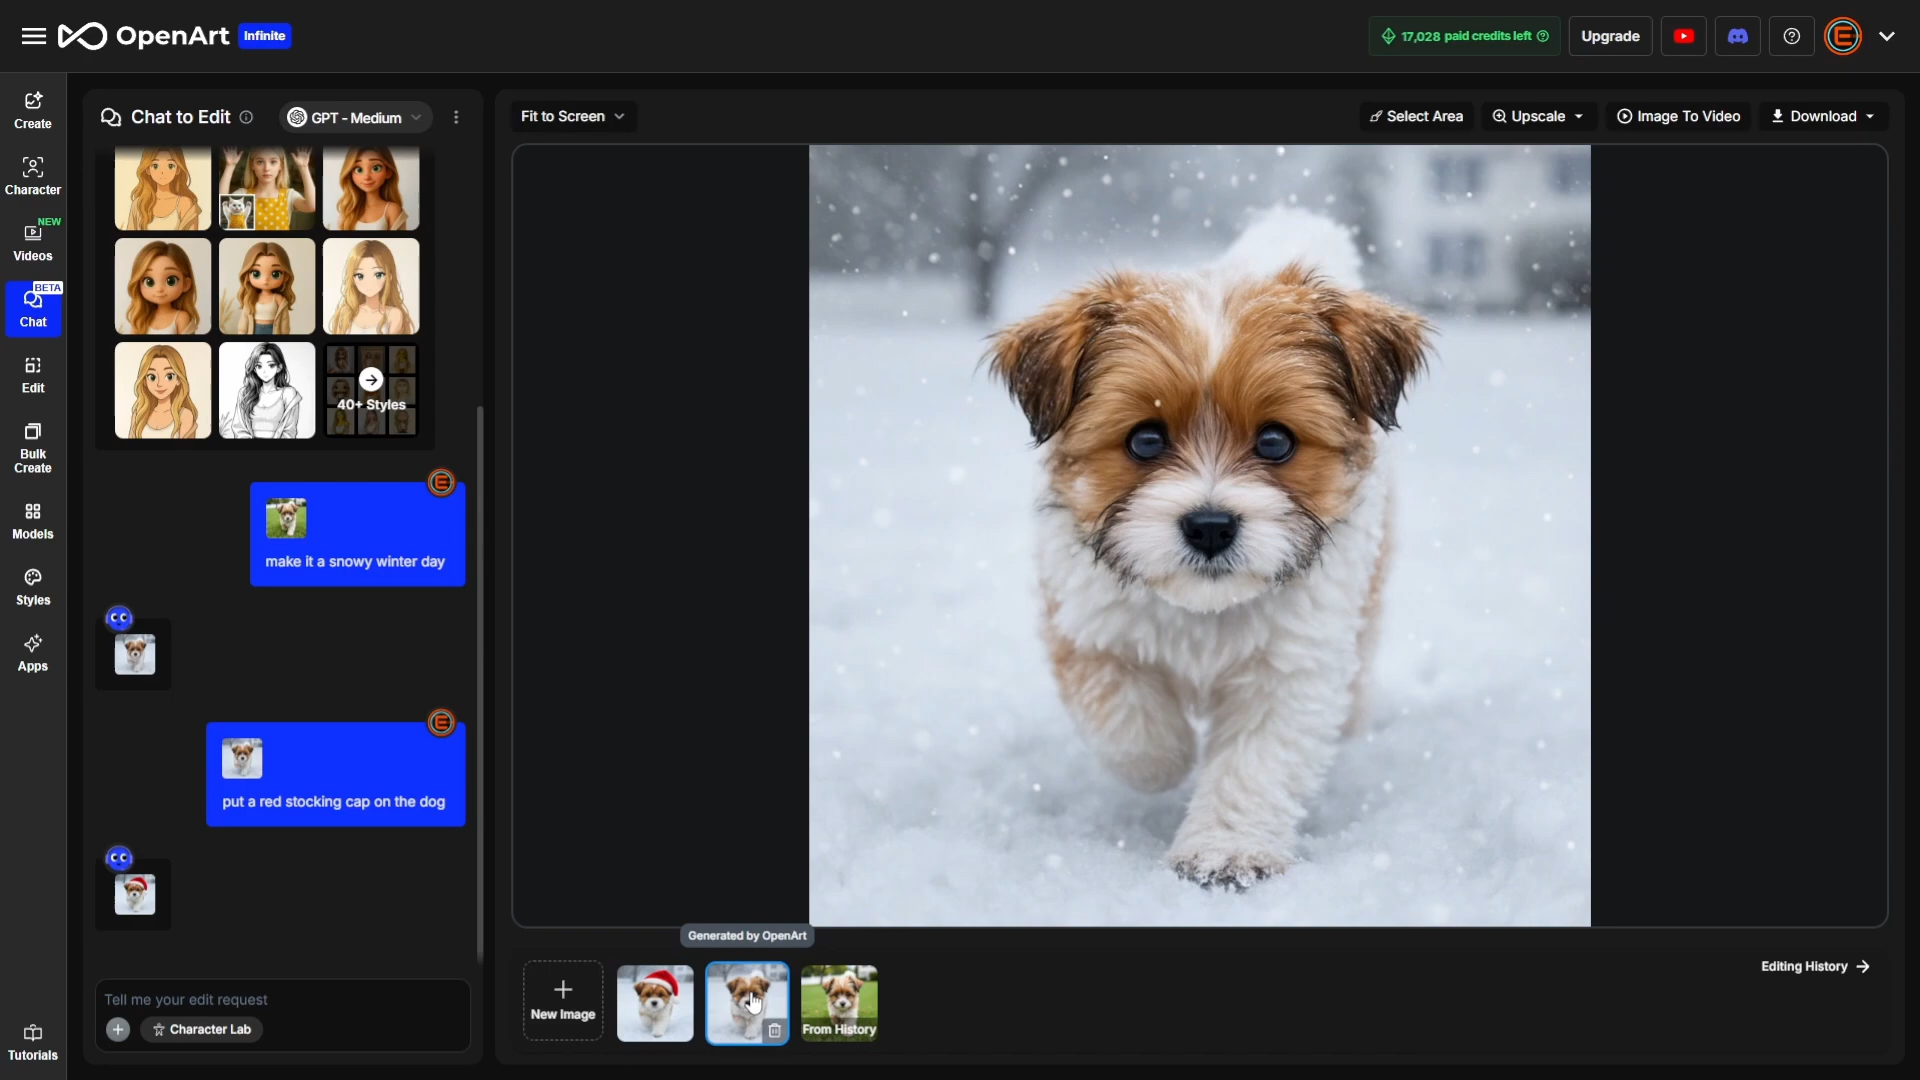 OpenArt Infinite
17,028 paid credits left
Upgrade
Create
Character
NEW
Videos
BETA
Chat
Edit
Bulk
Create
Models
Styles
Apps
Tutorials
Chat to Edit
GPT - Medium
40+ Styles
E
make it a snowy winter day
E
put a red stocking cap on the dog
Tell me your edit request
Character Lab
Fit to Screen
Select Area
Upscale
Image To Video
Download
E
Generated by OpenArt
New Image
From History
Editing History